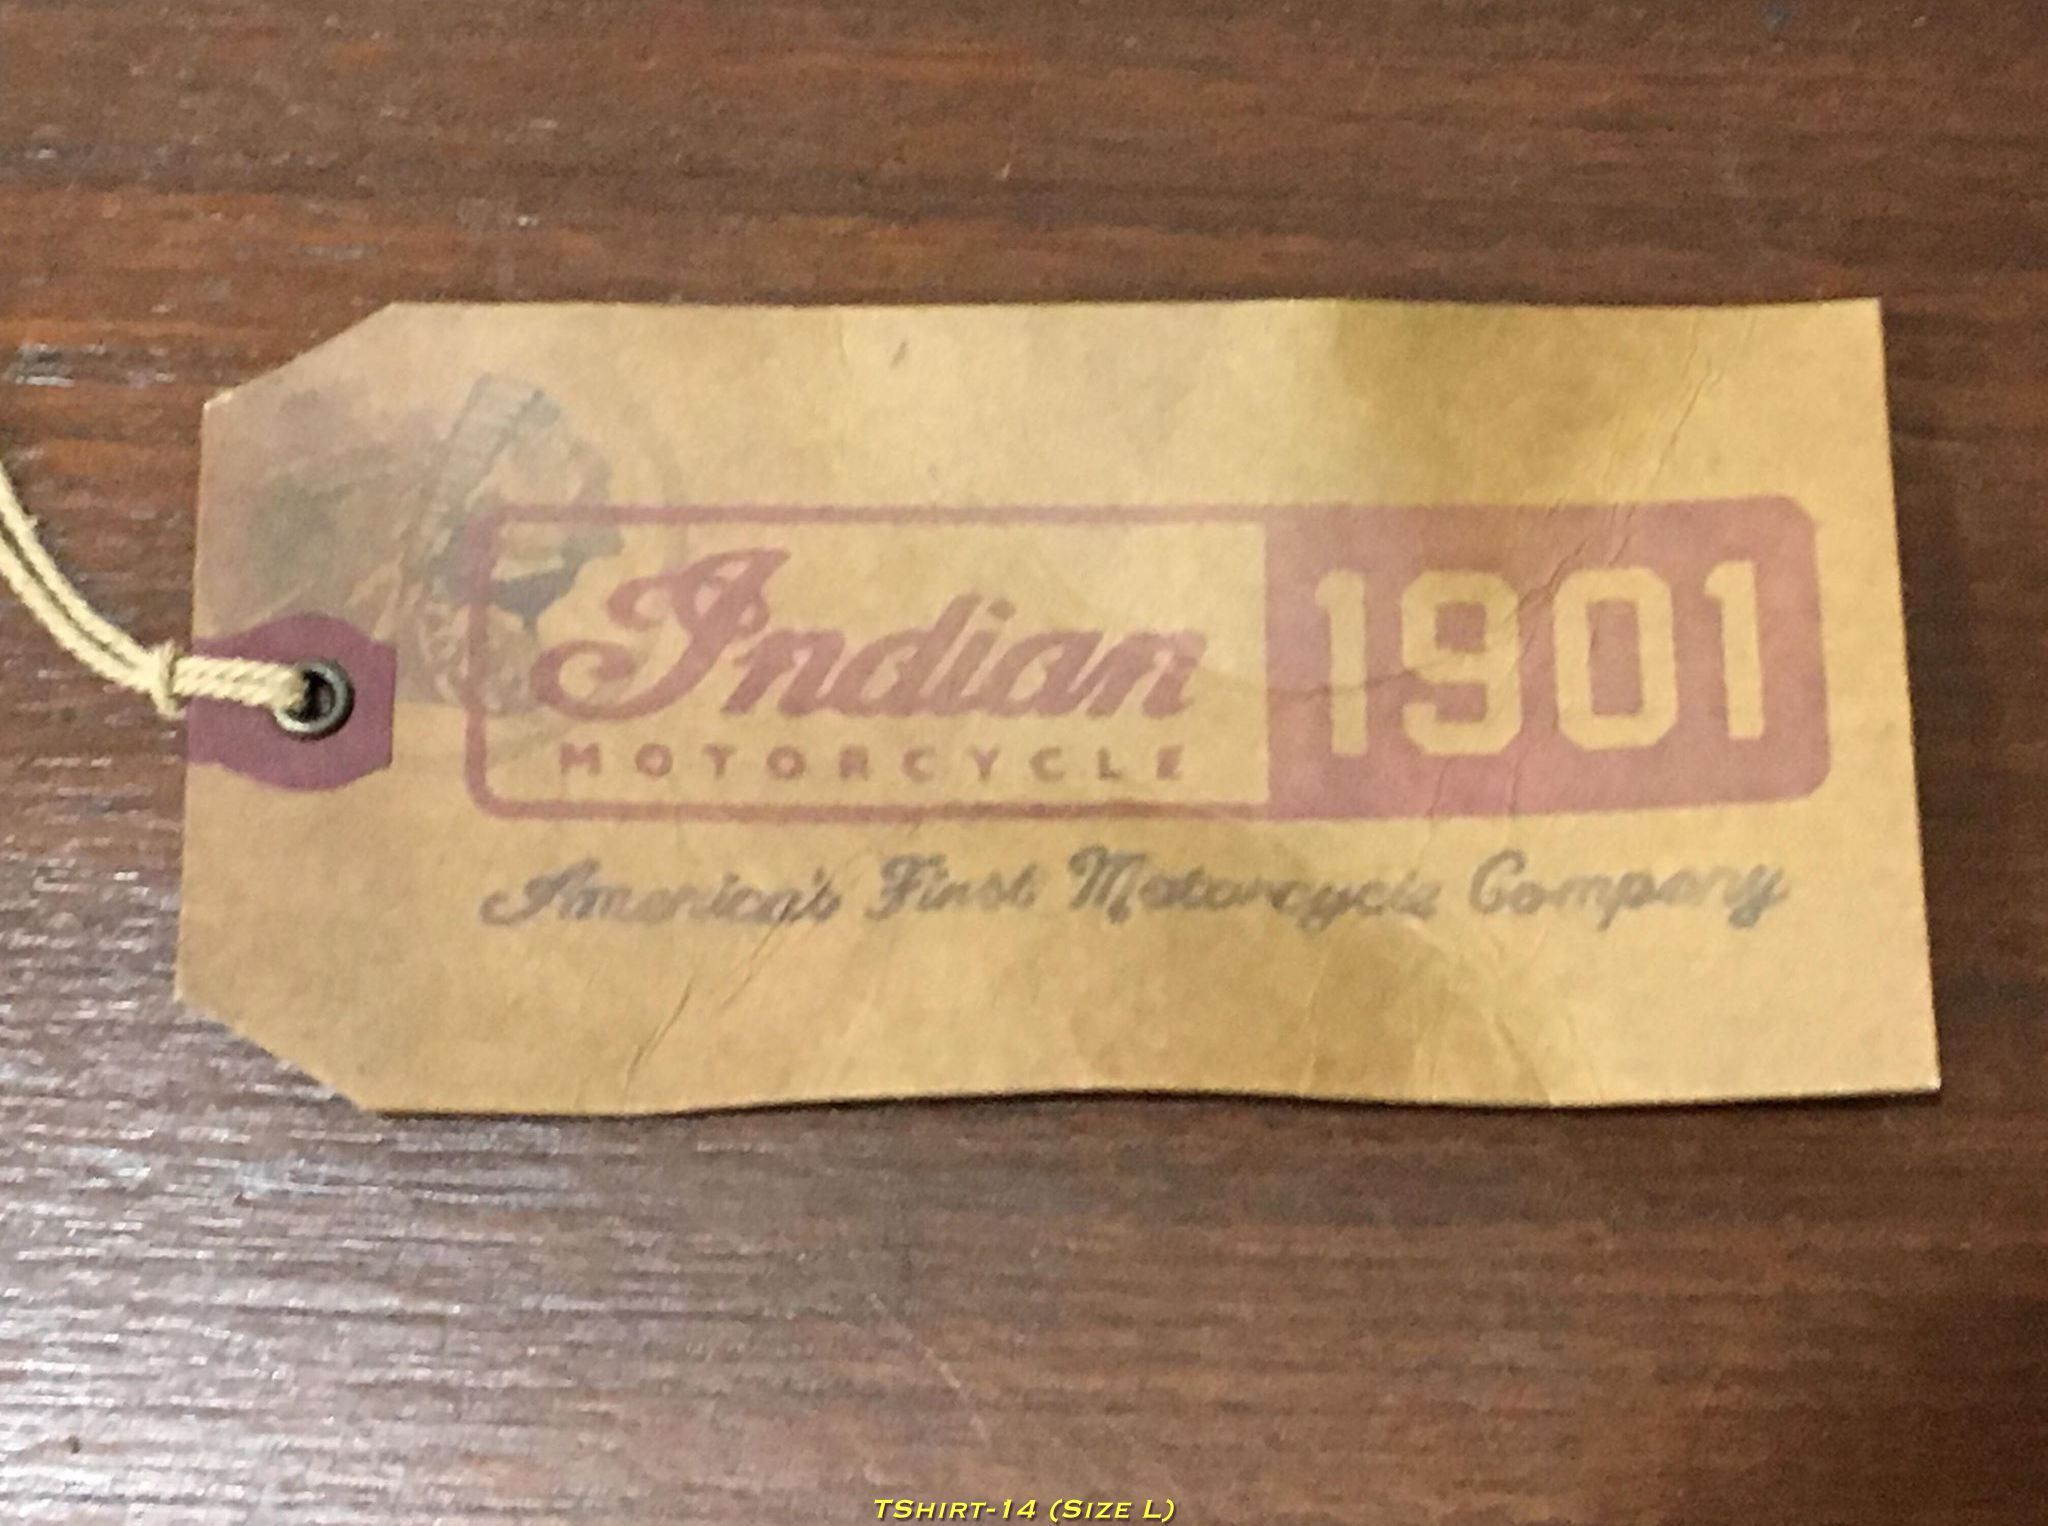 Indian
MOTORCYCLE
1901
America's First Motorcycle Company
TShirt-14 (Size L)